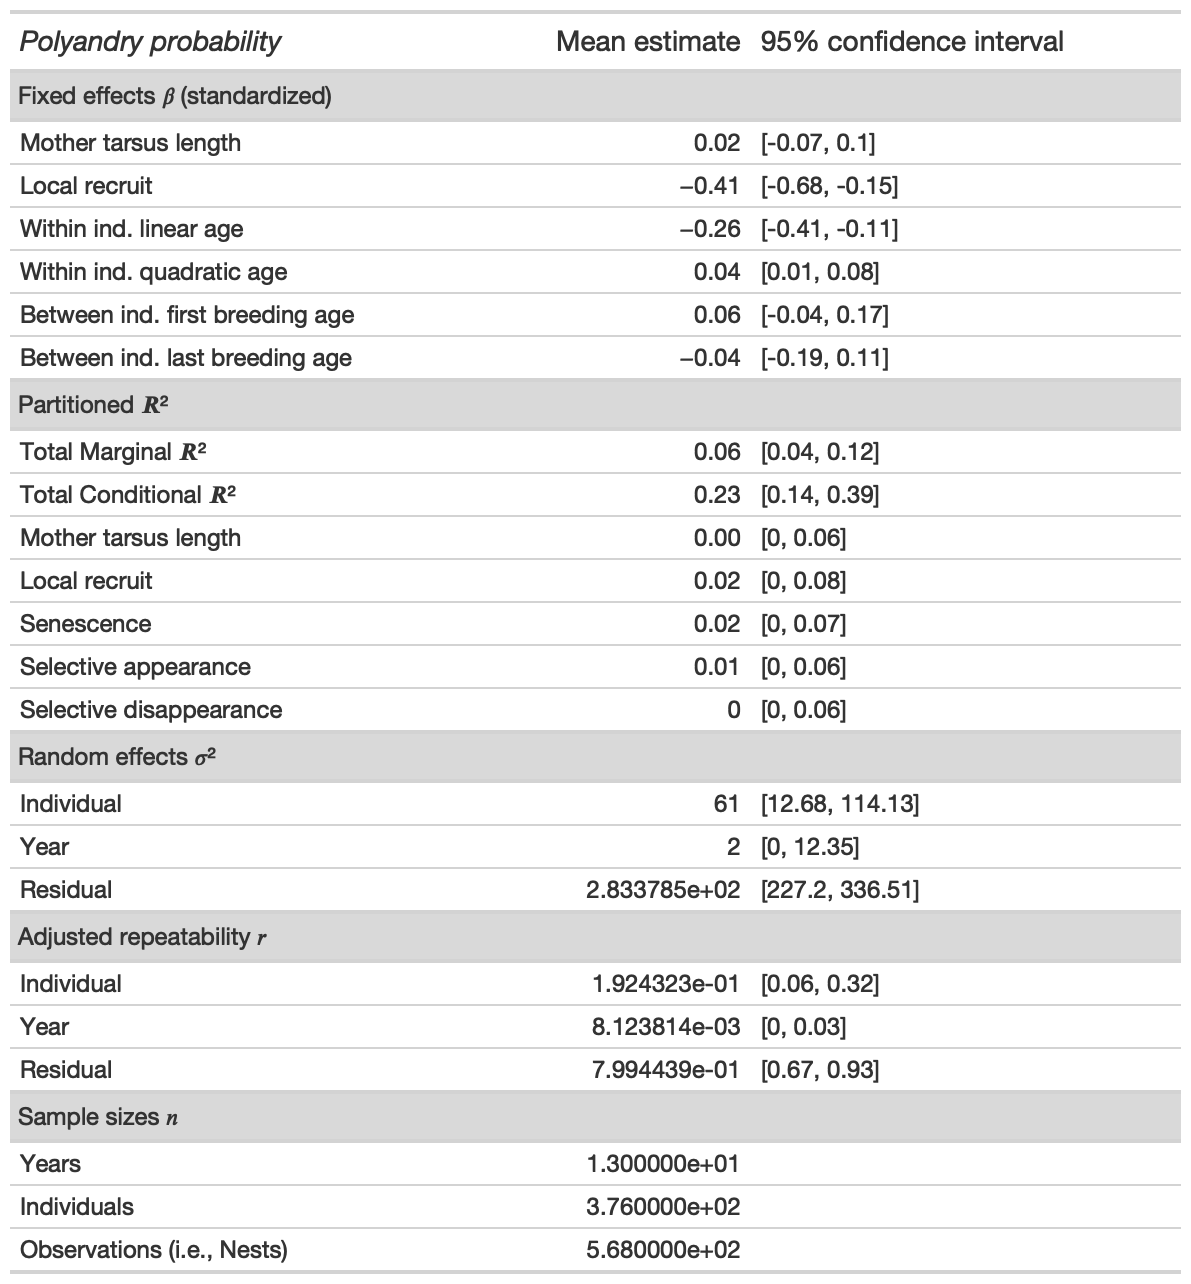 Polyandry probability Mean estimate 95% confidence interval
Fixed effects β (standardized)
Mother tarsus length 0.02 [-0.07, 0.1]
Local recruit −0.41 [-0.68, -0.15]
Within ind. linear age −0.26 [-0.41, -0.11]
Within ind. quadratic age 0.04 [0.01, 0.08]
Between ind. first breeding age 0.06 [-0.04, 0.17]
Between ind. last breeding age −0.04 [-0.19, 0.11]
Partitioned R²
Total Marginal R² 0.06 [0.04, 0.12]
Total Conditional R² 0.23 [0.14, 0.39]
Mother tarsus length 0.00 [0, 0.06]
Local recruit 0.02 [0, 0.08]
Senescence 0.02 [0, 0.07]
Selective appearance 0.01 [0, 0.06]
Selective disappearance 0 [0, 0.06]
Random effects σ²
Individual 61 [12.68, 114.13]
Year 2 [0, 12.35]
Residual 2.833785e+02 [227.2, 336.51]
Adjusted repeatability r
Individual 1.924323e-01 [0.06, 0.32]
Year 8.123814e-03 [0, 0.03]
Residual 7.994439e-01 [0.67, 0.93]
Sample sizes n
Years 1.300000e+01
Individuals 3.760000e+02
Observations (i.e., Nests) 5.680000e+02